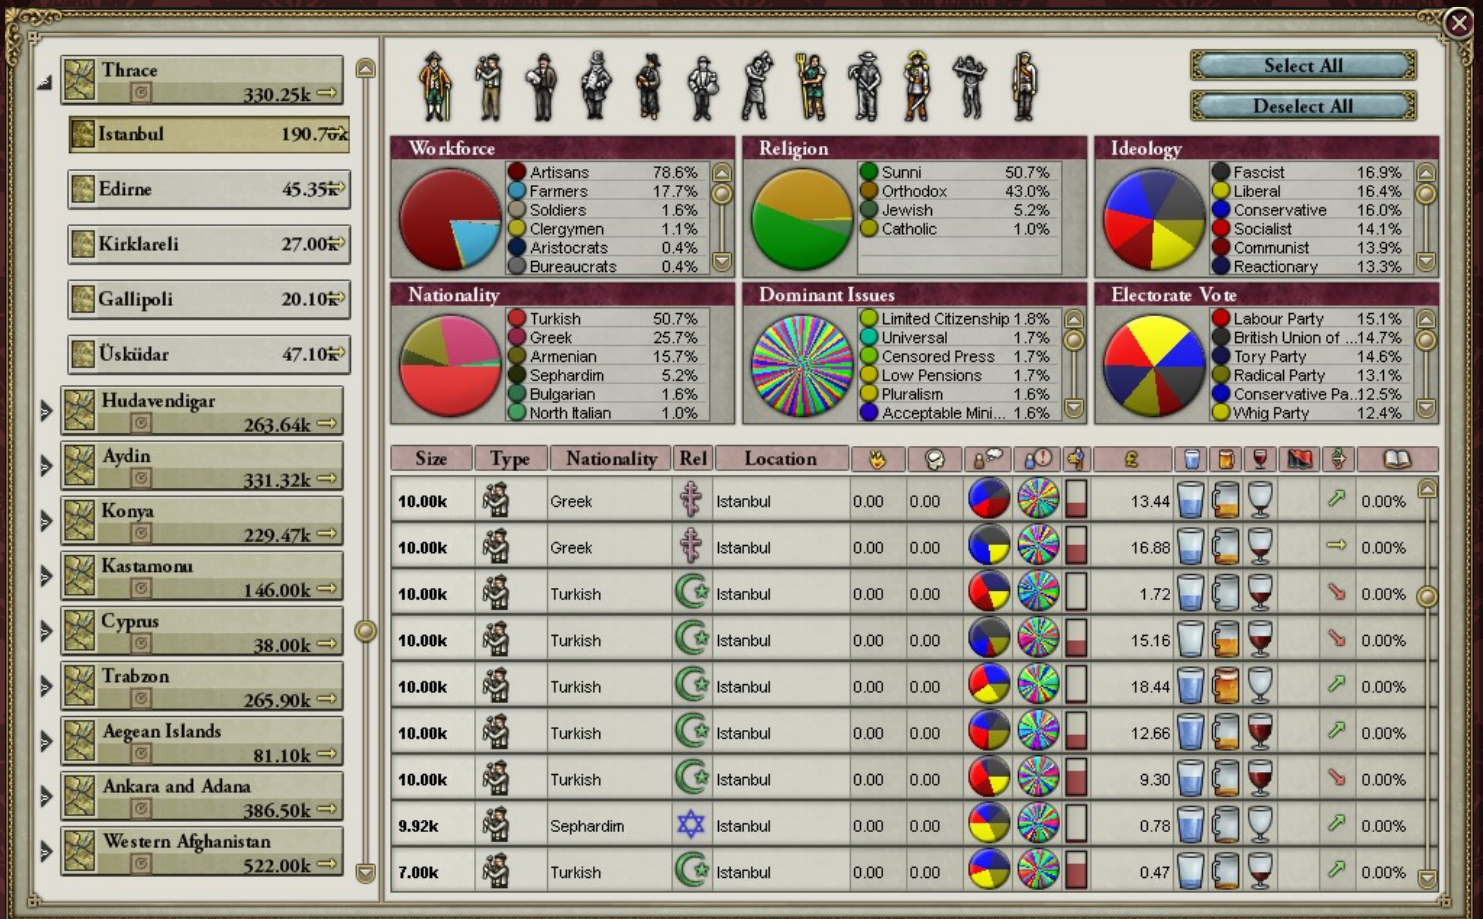 Thrace
330.25k
Istanbul 190.76k
Edirne 45.35k
Kirklareli 27.00k
Gallipoli 20.10k
Üsküdar 47.10k
Hudavendigar
263.64k
Aydin
331.32k
Konya
229.47k
Kastamonu
146.00k
Cyprus
38.00k
Trabzon
265.90k
Aegean Islands
81.10k
Ankara and Adana
386.50k
Western Afghanistan
522.00k
Select All
Deselect All
Workforce
Artisans 78.6%
Farmers 17.7%
Soldiers 1.6%
Clergymen 1.1%
Aristocrats 0.4%
Bureaucrats 0.4%
Religion
Sunni 50.7%
Orthodox 43.0%
Jewish 5.2%
Catholic 1.0%
Ideology
Fascist 16.9%
Liberal 16.4%
Conservative 16.0%
Socialist 14.1%
Communist 13.9%
Reactionary 13.3%
Nationality
Turkish 50.7%
Greek 25.7%
Armenian 15.7%
Sephardim 5.2%
Bulgarian 1.6%
North Italian 1.0%
Dominant Issues
Limited Citizenship 1.8%
Universal 1.7%
Censored Press 1.7%
Low Pensions 1.7%
Pluralism 1.6%
Acceptable Mini... 1.6%
Electorate Vote
Labour Party 15.1%
British Union of ...14.7%
Tory Party 14.6%
Radical Party 13.1%
Conservative Pa..12.5%
Whig Party 12.4%
Size Type Nationality Rel Location £
10.00k Greek Istanbul 0.00 0.00 13.44 0.00%
10.00k Greek Istanbul 0.00 0.00 16.88 0.00%
10.00k Turkish Istanbul 0.00 0.00 1.72 0.00%
10.00k Turkish Istanbul 0.00 0.00 15.16 0.00%
10.00k Turkish Istanbul 0.00 0.00 18.44 0.00%
10.00k Turkish Istanbul 0.00 0.00 12.66 0.00%
10.00k Turkish Istanbul 0.00 0.00 9.30 0.00%
9.92k Sephardim Istanbul 0.00 0.00 0.78 0.00%
7.00k Turkish Istanbul 0.00 0.00 0.47 0.00%